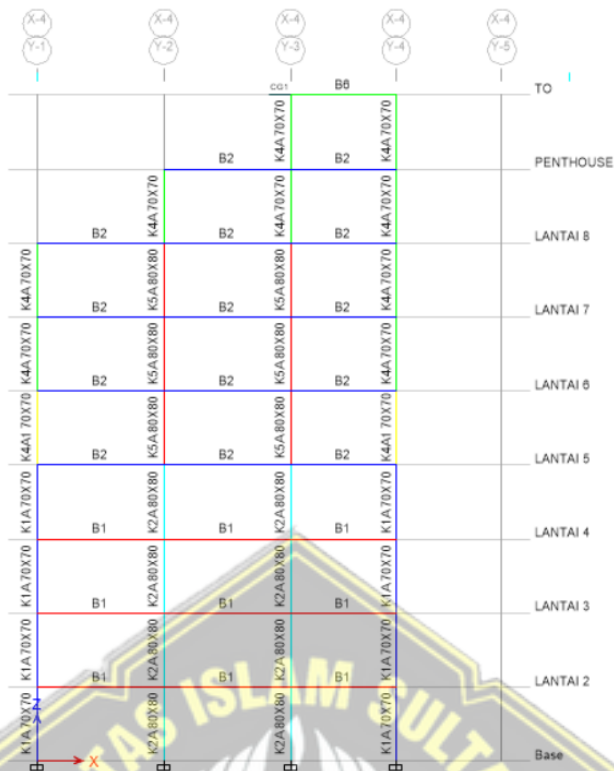 X-4 X-4 X-4 X-4 X-4
Y-1 Y-2 Y-3 Y-4 Y-5
CG1 B6 TO
K4A70X70 K4A70X70
B2 B2 PENTHOUSE
K4A70X70 K4A70X70 K4A70X70
B2 B2 B2 LANTAI 8
K4A70X70 K5A80X80 K5A80X80 K4A70X70
B2 B2 B2 LANTAI 7
K4A70X70 K5A80X80 K5A80X80 K4A70X70
B2 B2 B2 LANTAI 6
K4A1 70X70 K5A80X80 K5A80X80 K4A1 70X70
B2 B2 B2 LANTAI 5
K1A70X70 K2A80X80 K2A80X80 K1A70X70
B1 B1 B1 LANTAI 4
K1A70X70 K2A80X80 K2A80X80 K1A70X70
B1 B1 B1 LANTAI 3
K1A70X70 K2A80X80 K2A80X80 K1A70X70
B1 B1 B1 LANTAI 2
K1A70X70 K2A80X80 K2A80X80 K1A70X70
Z
X
Base
ISLAM